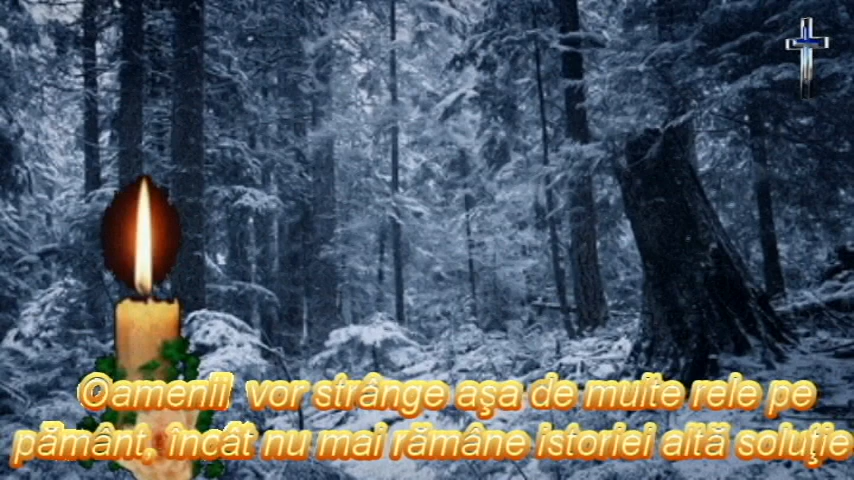 Oamenii vor strânge aşa de multe rele pe
pământ, încât nu mai rămâne istoriei altă soluţie